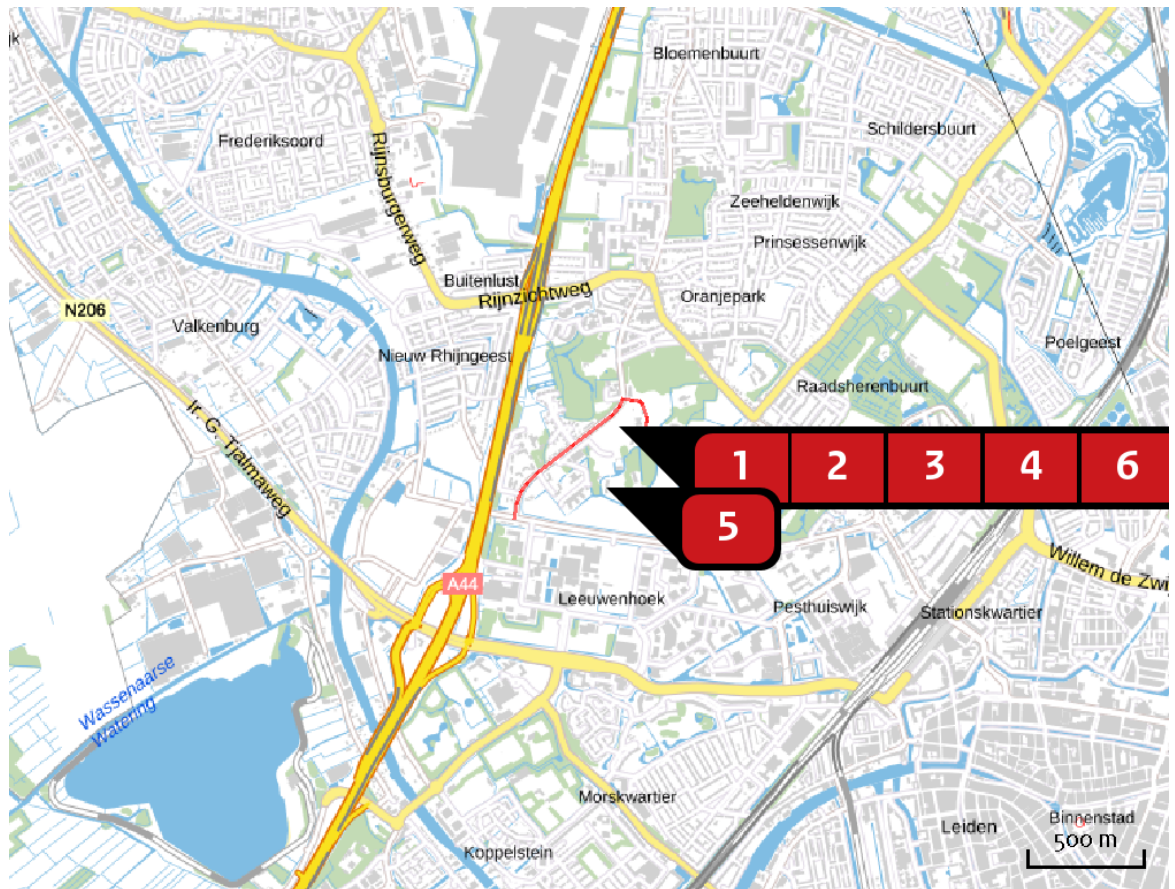 Bloemenbuurt
Schildersbuurt
Frederiksoord
Rijnsburgerweg
Zeeheldenwijk
Prinsessenwijk
Buitenlust
Rijnzichtweg
Oranjepark
N206
Valkenburg
Nieuw Rhijngeest
Poelgeest
Raadsherenburt
Ir. G. Tjalmaweg
1 2 3 4 6
5
A44
Willem de Zwij
Leeuwenhoek
Pesthuiswijk
Stationskwartier
Wassenaarse
Watering
Morskwartier
Leiden
Binnenstad
500 m
Koppelstein